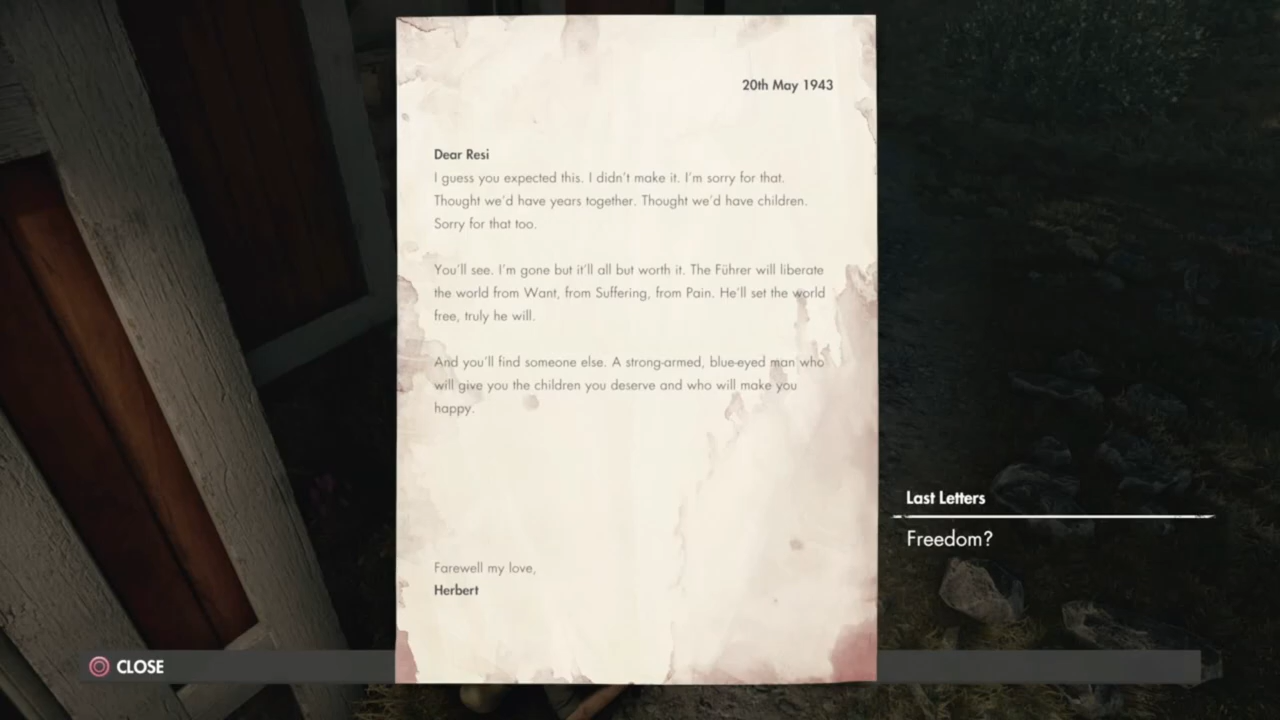 20th May 1943
Dear Resi
I guess you expected this. I didn't make it. I'm sorry for that.
Thought we'd have years together. Thought we'd have children.
Sorry for that too.
You'll see. I'm gone but it'll all but worth it. The Führer will liberate
the world from Want, from Suffering, from Pain. He'll set the world
free, truly he will.
And you'll find someone else. A strong-armed, blue-eyed man who
will give you the children you deserve and who will make you
happy.
Farewell my love,
Herbert
Last Letters
Freedom?
CLOSE